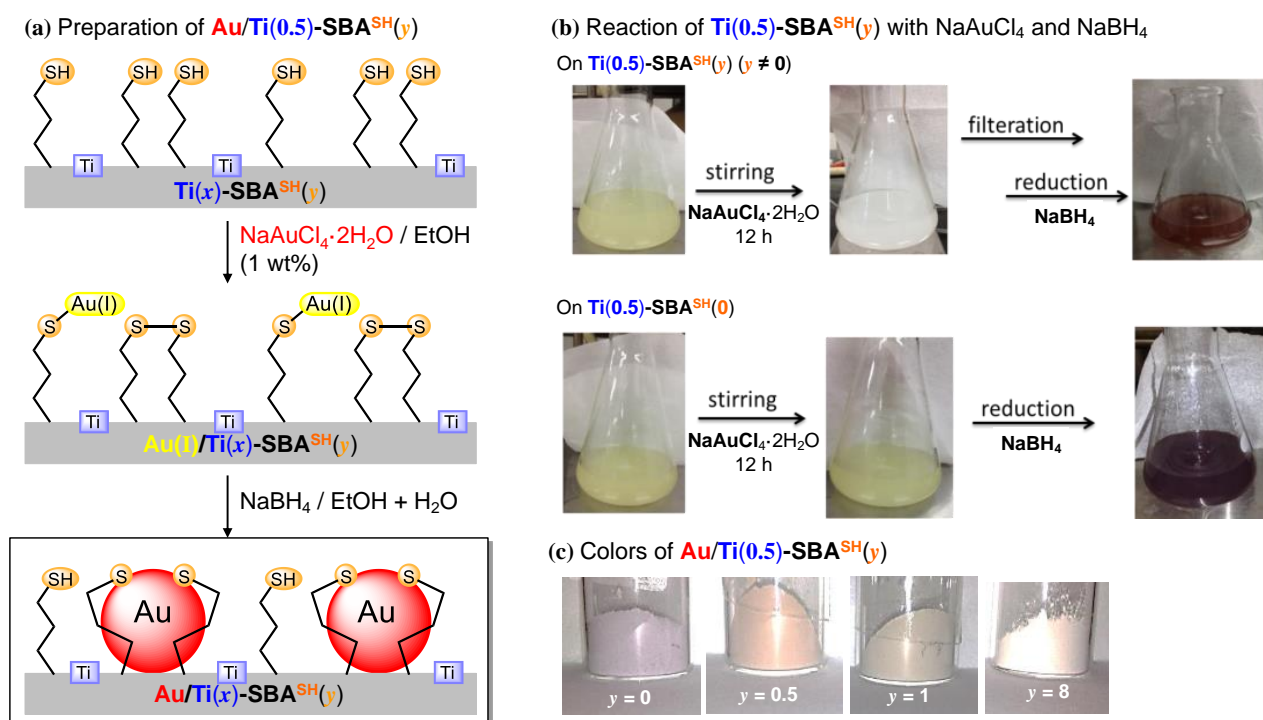 (a) Preparation of Au/Ti(0.5)-SBA^SH(y)
SH SH SH SH SH SH
Ti Ti Ti
Ti(x)-SBA^SH(y)
NaAuCl₄·2H₂O / EtOH
(1 wt%)
Au(I) Au(I)
S S S S S S
Ti Ti Ti
Au(I)/Ti(x)-SBA^SH(y)
NaBH₄ / EtOH + H₂O
SH S S SH S S
Au Au
Ti Ti Ti
Au/Ti(x)-SBA^SH(y)
(b) Reaction of Ti(0.5)-SBA^SH(y) with NaAuCl₄ and NaBH₄
On Ti(0.5)-SBA^SH(y) (y ≠ 0)
stirring
NaAuCl₄·2H₂O
12 h
filteration
reduction
NaBH₄
On Ti(0.5)-SBA^SH(0)
stirring
NaAuCl₄·2H₂O
12 h
reduction
NaBH₄
(c) Colors of Au/Ti(0.5)-SBA^SH(y)
y = 0 y = 0.5 y = 1 y = 8